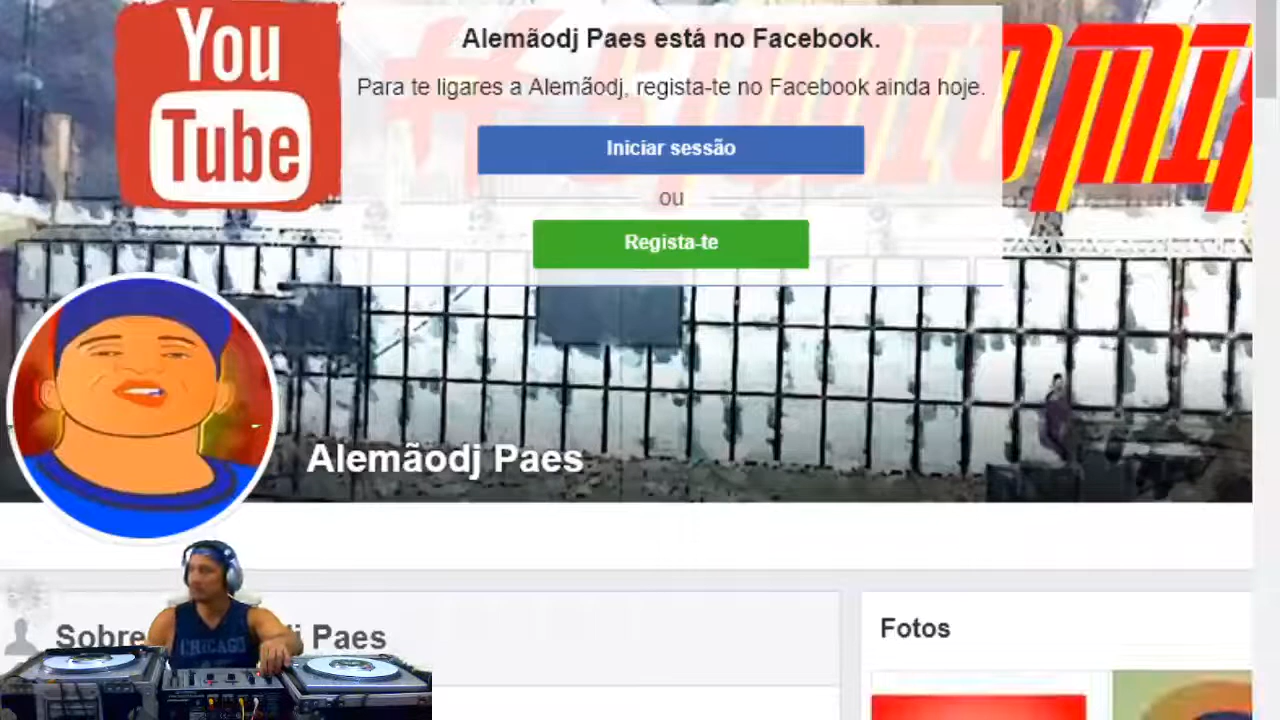 You
Tube
Alemãodj Paes está no Facebook.
Para te ligares a Alemãodj, regista-te no Facebook ainda hoje.
Iniciar sessão
ou
Regista-te
Alemãodj Paes
Sobre Paes
Fotos
CHICAGO